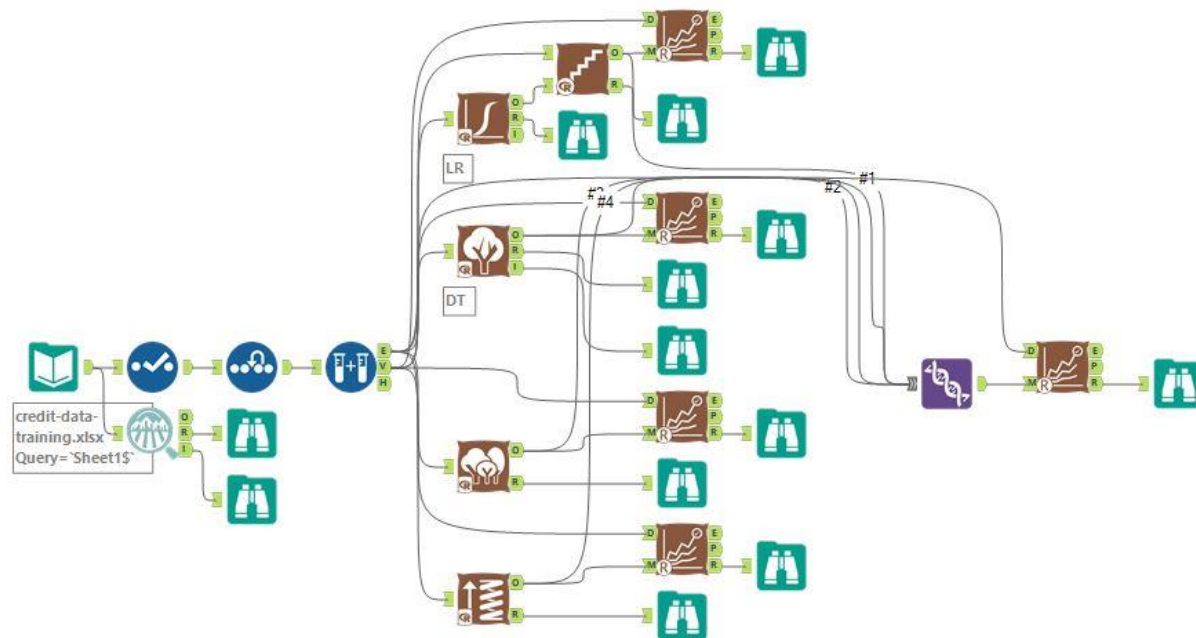 D E
P
M R R
O
R R
O
R
R I
LR
#1
#2
#4
D E
P
M R R
O
R
R I
DT
E
V
H
D E
P
M R R
credit-data-
training.xlsx
Query=`Sheet1$`
O
R
I
D E
P
M R R
O
R R
D E
P
M R R
O
R R